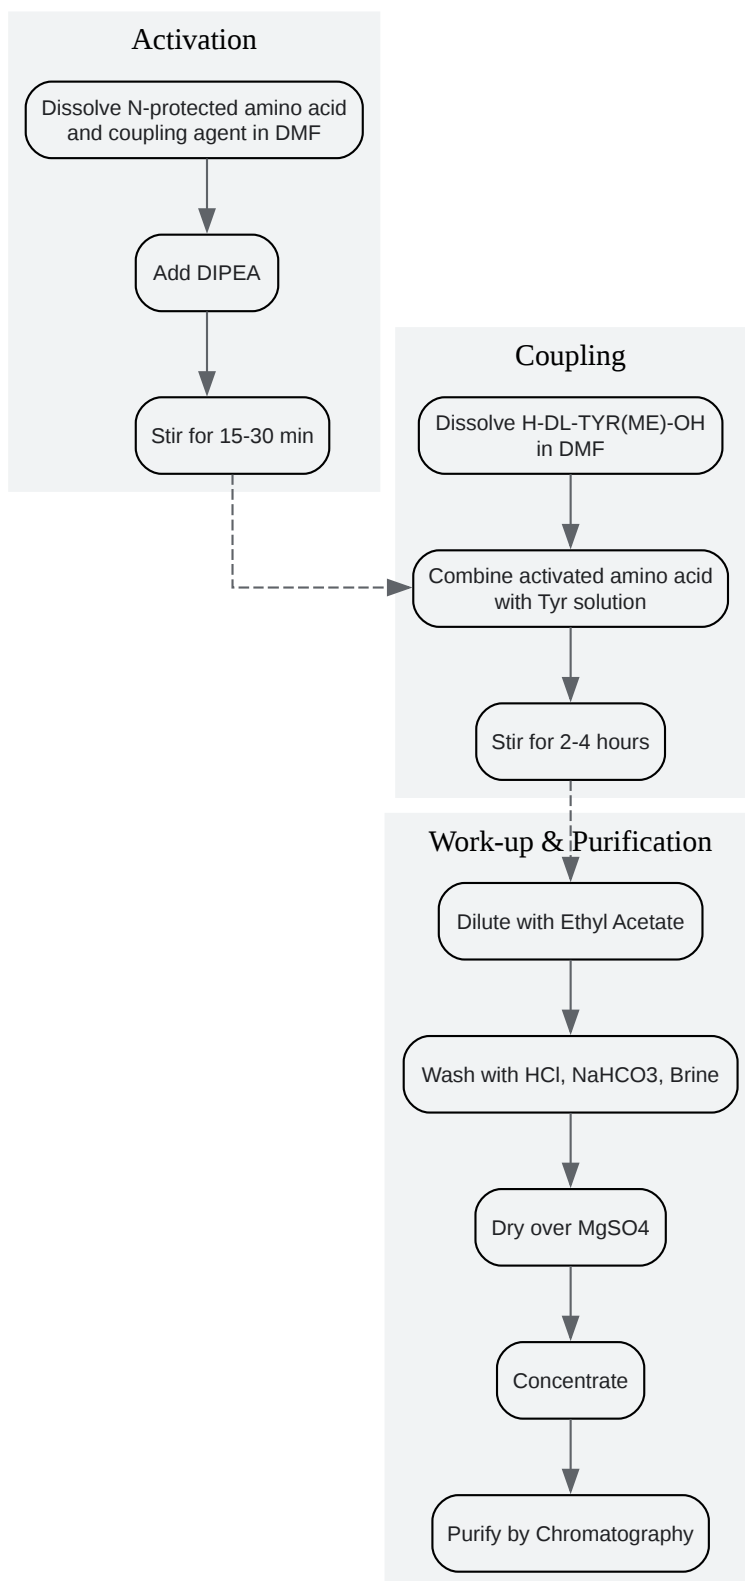 Activation
Dissolve N-protected amino acid
and coupling agent in DMF
Add DIPEA
Stir for 15-30 min
Coupling
Dissolve H-DL-TYR(ME)-OH
in DMF
Combine activated amino acid
with Tyr solution
Stir for 2-4 hours
Work-up & Purification
Dilute with Ethyl Acetate
Wash with HCl, NaHCO3, Brine
Dry over MgSO4
Concentrate
Purify by Chromatography